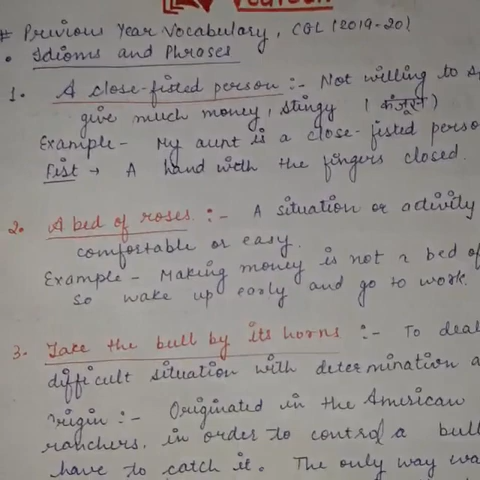 # Previous Year Vocabulary, CGL (2019-20)
• Idioms and Phrases
1. A close-fisted person :- Not willing to
give much money, stingy (कंजूस)
Example - My aunt is a close-fisted perso
Fist → A hand with the fingers closed.
2. A bed of roses :- A situation or activity
comfortable or easy.
Example - Making money is not a bed of
so wake up early and go to work.
3. Take the bull by its horns :- To deal
difficult situation with determination a
rigin :- Originated in the American
ranchers, in order to control a bull
have to catch it. The only way wa